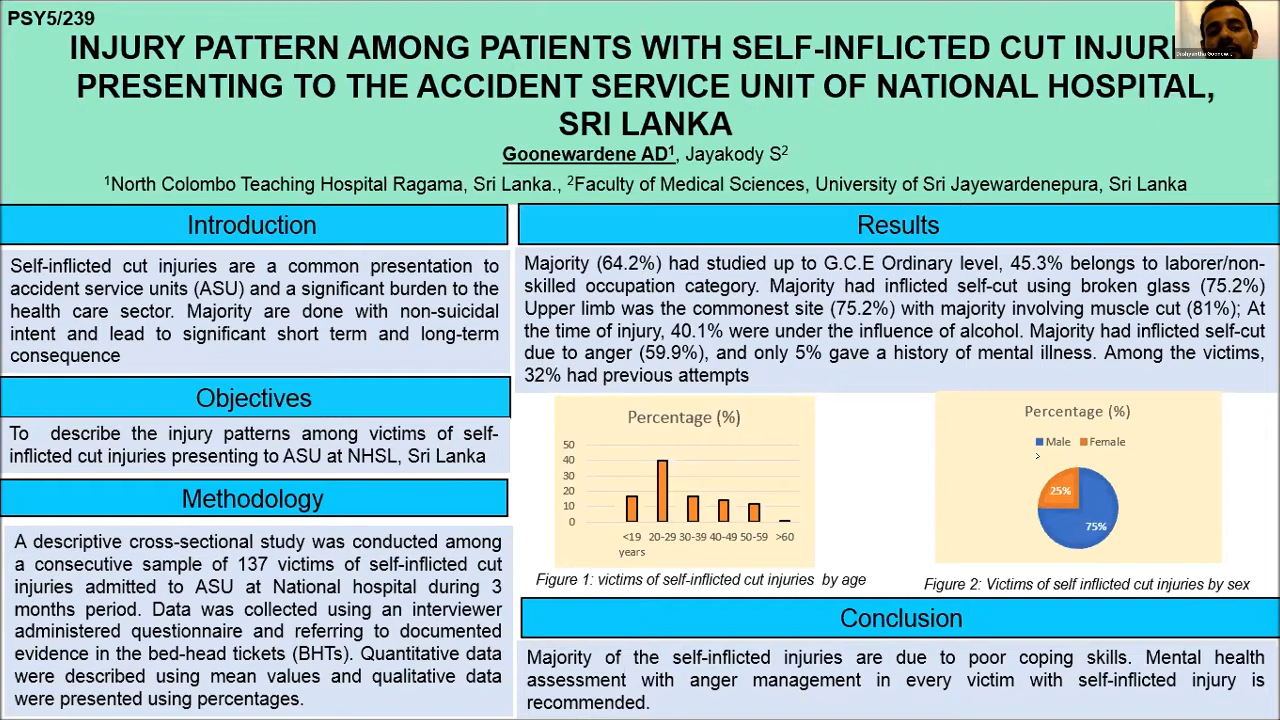 PSY5/239
INJURY PATTERN AMONG PATIENTS WITH SELF-INFLICTED CUT
PRESENTING TO THE ACCIDENT SERVICE UNIT OF NATIONAL HOSPITAL,
SRI LANKA
Goonewardene AD¹, Jayakody S²
¹North Colombo Teaching Hospital Ragama, Sri Lanka., ²Faculty of Medical Sciences, University of Sri Jayewardenepura, Sri Lanka
Introduction
Self-inflicted cut injuries are a common presentation to
accident service units (ASU) and a significant burden to the
health care sector. Majority are done with non-suicidal
intent and lead to significant short term and long-term
consequence
Objectives
To describe the injury patterns among victims of self-
inflicted cut injuries presenting to ASU at NHSL, Sri Lanka
Methodology
A descriptive cross-sectional study was conducted among
a consecutive sample of 137 victims of self-inflicted cut
injuries admitted to ASU at National hospital during 3
months period. Data was collected using an interviewer
administered questionnaire and referring to documented
evidence in the bed-head tickets (BHTs). Quantitative data
were described using mean values and qualitative data
were presented using percentages.
Results
Majority (64.2%) had studied up to G.C.E Ordinary level, 45.3% belongs to laborer/non-
skilled occupation category. Majority had inflicted self-cut using broken glass (75.2%)
Upper limb was the commonest site (75.2%) with majority involving muscle cut (81%); At
the time of injury, 40.1% were under the influence of alcohol. Majority had inflicted self-cut
due to anger (59.9%), and only 5% gave a history of mental illness. Among the victims,
32% had previous attempts
Percentage (%)
50
40
30
20
10
0
<19 years 20-29 30-39 40-49 50-59 >60
Figure 1: victims of self-inflicted cut injuries by age
Percentage (%)
Male Female
25%
75%
Figure 2: Victims of self inflicted cut injuries by sex
Conclusion
Majority of the self-inflicted injuries are due to poor coping skills. Mental health
assessment with anger management in every victim with self-inflicted injury is
recommended.